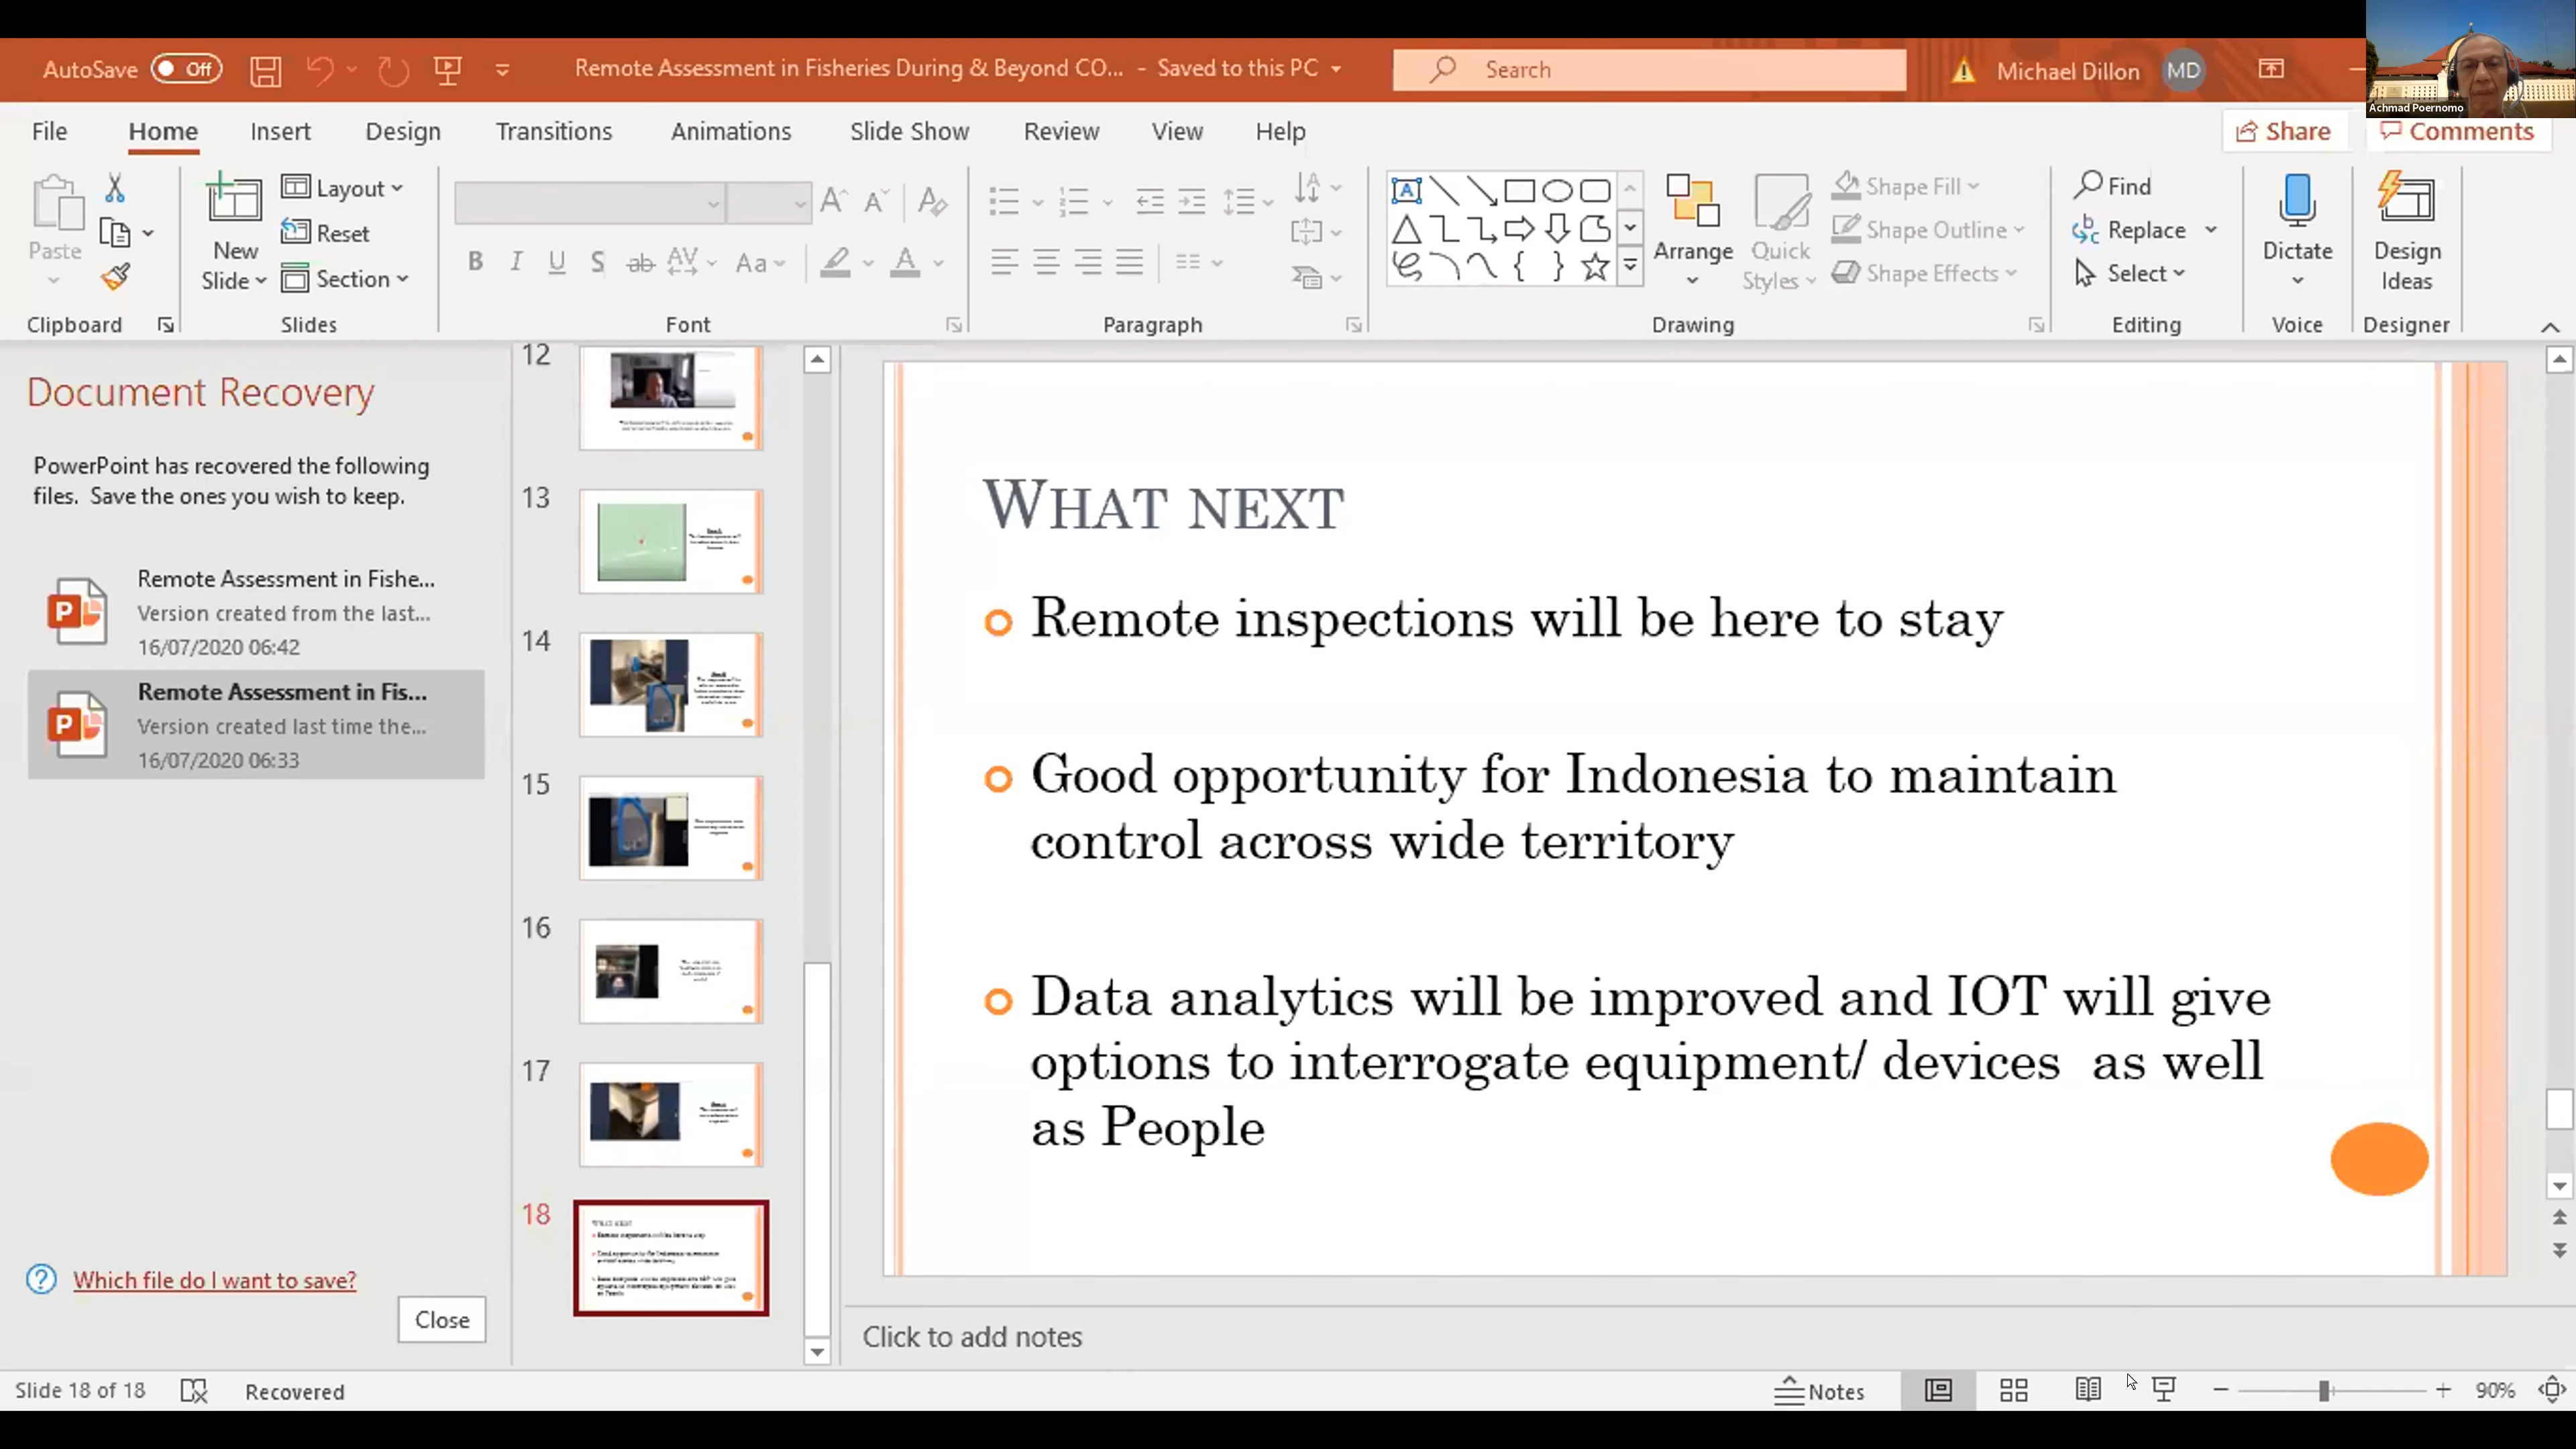 AutoSave Off Remote Assessment in Fisheries During & Beyond CO... - Saved to this PC Search Michael Dillon MD
Achmad Poernomo
File Home Insert Design Transitions Animations Slide Show Review View Help Share Comments
Paste
New
Slide
Layout
Reset
Section
B I U S ab AV Aa A
Arrange
Quick
Styles
Shape Fill
Shape Outline
Shape Effects
Find
Replace
Select
Dictate
Design
Ideas
Clipboard Slides Font Paragraph Drawing Editing Voice Designer
Document Recovery
PowerPoint has recovered the following
files. Save the ones you wish to keep.
Remote Assessment in Fishe...
Version created from the last...
16/07/2020 06:42
Remote Assessment in Fis...
Version created last time the...
16/07/2020 06:33
Which file do I want to save?
Close
12
13
14
15
16
17
18
WHAT NEXT
Remote inspections will be here to stay
Good opportunity for Indonesia to maintain
control across wide territory
Data analytics will be improved and IOT will give
options to interrogate equipment/ devices as well
as People
Click to add notes
Slide 18 of 18 Recovered Notes 90%